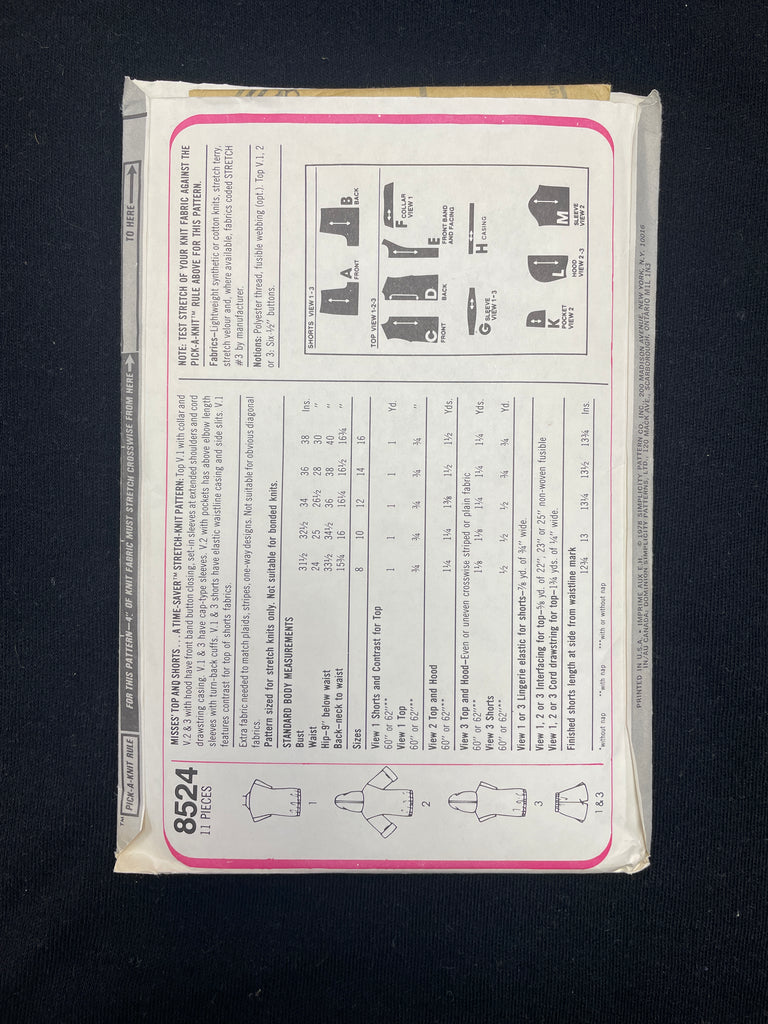 ™
PICK-A-KNIT RULE
FOR THIS PATTERN—4" OF KNIT FABRIC MUST STRETCH CROSSWISE FROM HERE
TO HERE
8524
11 PIECES
1
2
3
1 & 3
MISSES' TOP AND SHORTS . . . A TIME-SAVER™ STRETCH-KNIT PATTERN: Top V.1 with collar and
V.2 & 3 with hood have front band button closing, set-in sleeves at extended shoulders and cord
drawstring casing. V.1 & 3 have cap-type sleeves. V.2 with pockets has above elbow length
sleeves with turn-back cuffs. V.1 & 3 shorts have elastic waistline casing and side slits: V.1
features contrast for top of shorts fabrics.
Extra fabric needed to match plaids, stripes, one-way designs. Not suitable for obvious diagonal
fabrics.
Pattern sized for stretch knits only. Not suitable for bonded knits.
STANDARD BODY MEASUREMENTS
Bust 31½ 32½ 34 36 38 Ins.
Waist 24 25 26½ 28 30 "
Hip–9" below waist 33½ 34½ 36 38 40 "
Back–neck to waist 15¾ 16 16¼ 16½ 16¾ "
Sizes 8 10 12 14 16
View 1 Shorts and Contrast for Top
60" or 62"*** 1 1 1 1 1 Yd.
View 1 Top
60" or 62"** ¾ ¾ ¾ ¾ ¾ "
View 2 Top and Hood
60" or 62"** 1¼ 1¼ 1⅜ 1½ 1½ Yds.
View 3 Top and Hood–Even or uneven crosswise striped or plain fabric
60" or 62"** 1⅛ 1⅛ 1¼ 1¼ 1¼ Yds.
View 3 Shorts
60" or 62"*** ½ ½ ½ ¾ ¾ Yd.
View 1 or 3 Lingerie elastic for shorts–⅞ yd. of ¾" wide.
View 1, 2 or 3 Interfacing for top–⅝ yd. of 22", 23" or 25" non-woven fusible
View 1, 2 or 3 Cord drawstring for top–1¾ yds. of ¼" wide.
Finished shorts length at side from waistline mark
12¾ 13 13¼ 13½ 13¾ Ins.
*without nap **with nap ***with or without nap
NOTE: TEST STRETCH OF YOUR KNIT FABRIC AGAINST THE
PICK-A-KNIT™ RULE ABOVE FOR THIS PATTERN.
Fabrics–Lightweight synthetic or cotton knits, stretch terry,
stretch velour and, where available, fabrics coded STRETCH
#3 by manufacturer.
Notions: Polyester thread, fusible webbing (opt.). Top V.1, 2
or 3: Six ½" buttons.
SHORTS VIEW 1-3
A
FRONT
B
BACK
TOP VIEW 1-2-3
C
FRONT
D
BACK
E
FRONT BAND
AND FACING
F COLLAR
VIEW 1
G SLEEVE
VIEW 1-3
H CASING
K
POCKET
VIEW 2
L
HOOD
VIEW 2-3
M
SLEEVE
VIEW 2
PRINTED IN U.S.A. • IMPRIME AUX E.U. © 1978 SIMPLICITY PATTERN CO. INC., 200 MADISON AVENUE, NEW YORK, N.Y. 10016
IN/AU CANADA: DOMINION SIMPLICITY PATTERNS, LTD. 120 MACK AVE., SCARBOROUGH, ONTARIO M1L 1N3